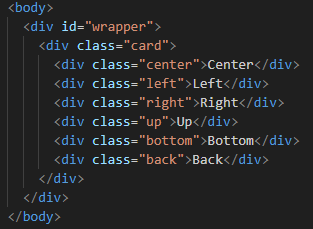 <body>
<div id="wrapper">
<div class="card">
<div class="center">Center</div>
<div class="left">Left</div>
<div class="right">Right</div>
<div class="up">Up</div>
<div class="bottom">Bottom</div>
<div class="back">Back</div>
</div>
</div>
</body>